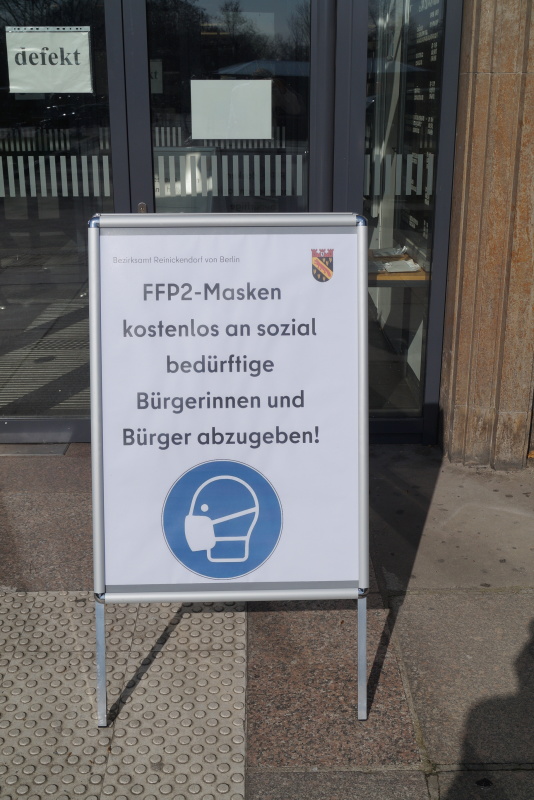 defekt
Bezirksamt Reinickendorf von Berlin
FFP2-Masken
kostenlos an sozial
bedürftige
Bürgerinnen und
Bürger abzugeben!